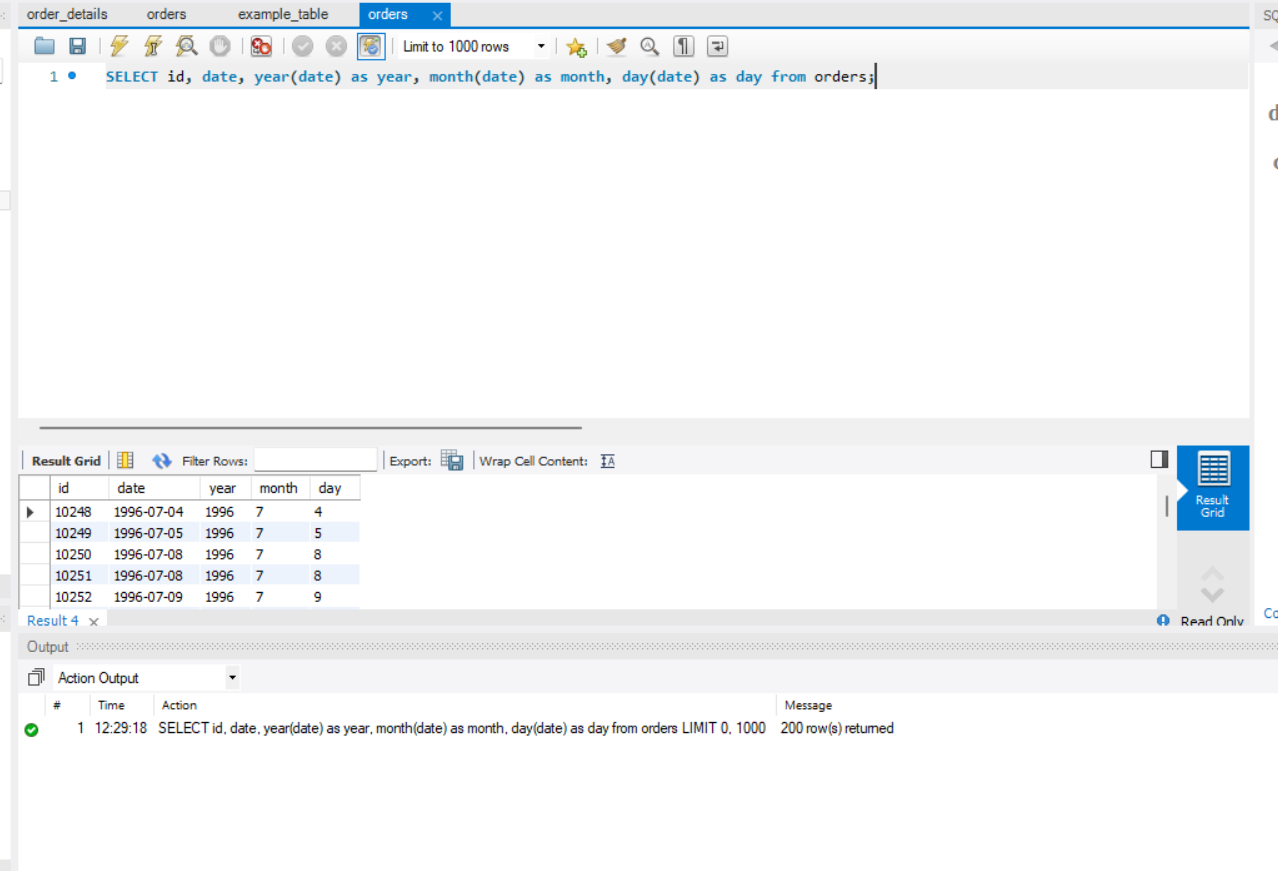 order_details orders example_table orders SQ
Limit to 1000 rows
1 SELECT id, date, year(date) as year, month(date) as month, day(date) as day from orders;
Result Grid Filter Rows: Export: Wrap Cell Content:
id date year month day
10248 1996-07-04 1996 7 4
10249 1996-07-05 1996 7 5
10250 1996-07-08 1996 7 8
10251 1996-07-08 1996 7 8
10252 1996-07-09 1996 7 9
Result
Grid
Result 4 Read Only
Output
Action Output
# Time Action Message
1 12:29:18 SELECT id, date, year(date) as year, month(date) as month, day(date) as day from orders LIMIT 0, 1000 200 row(s) returned